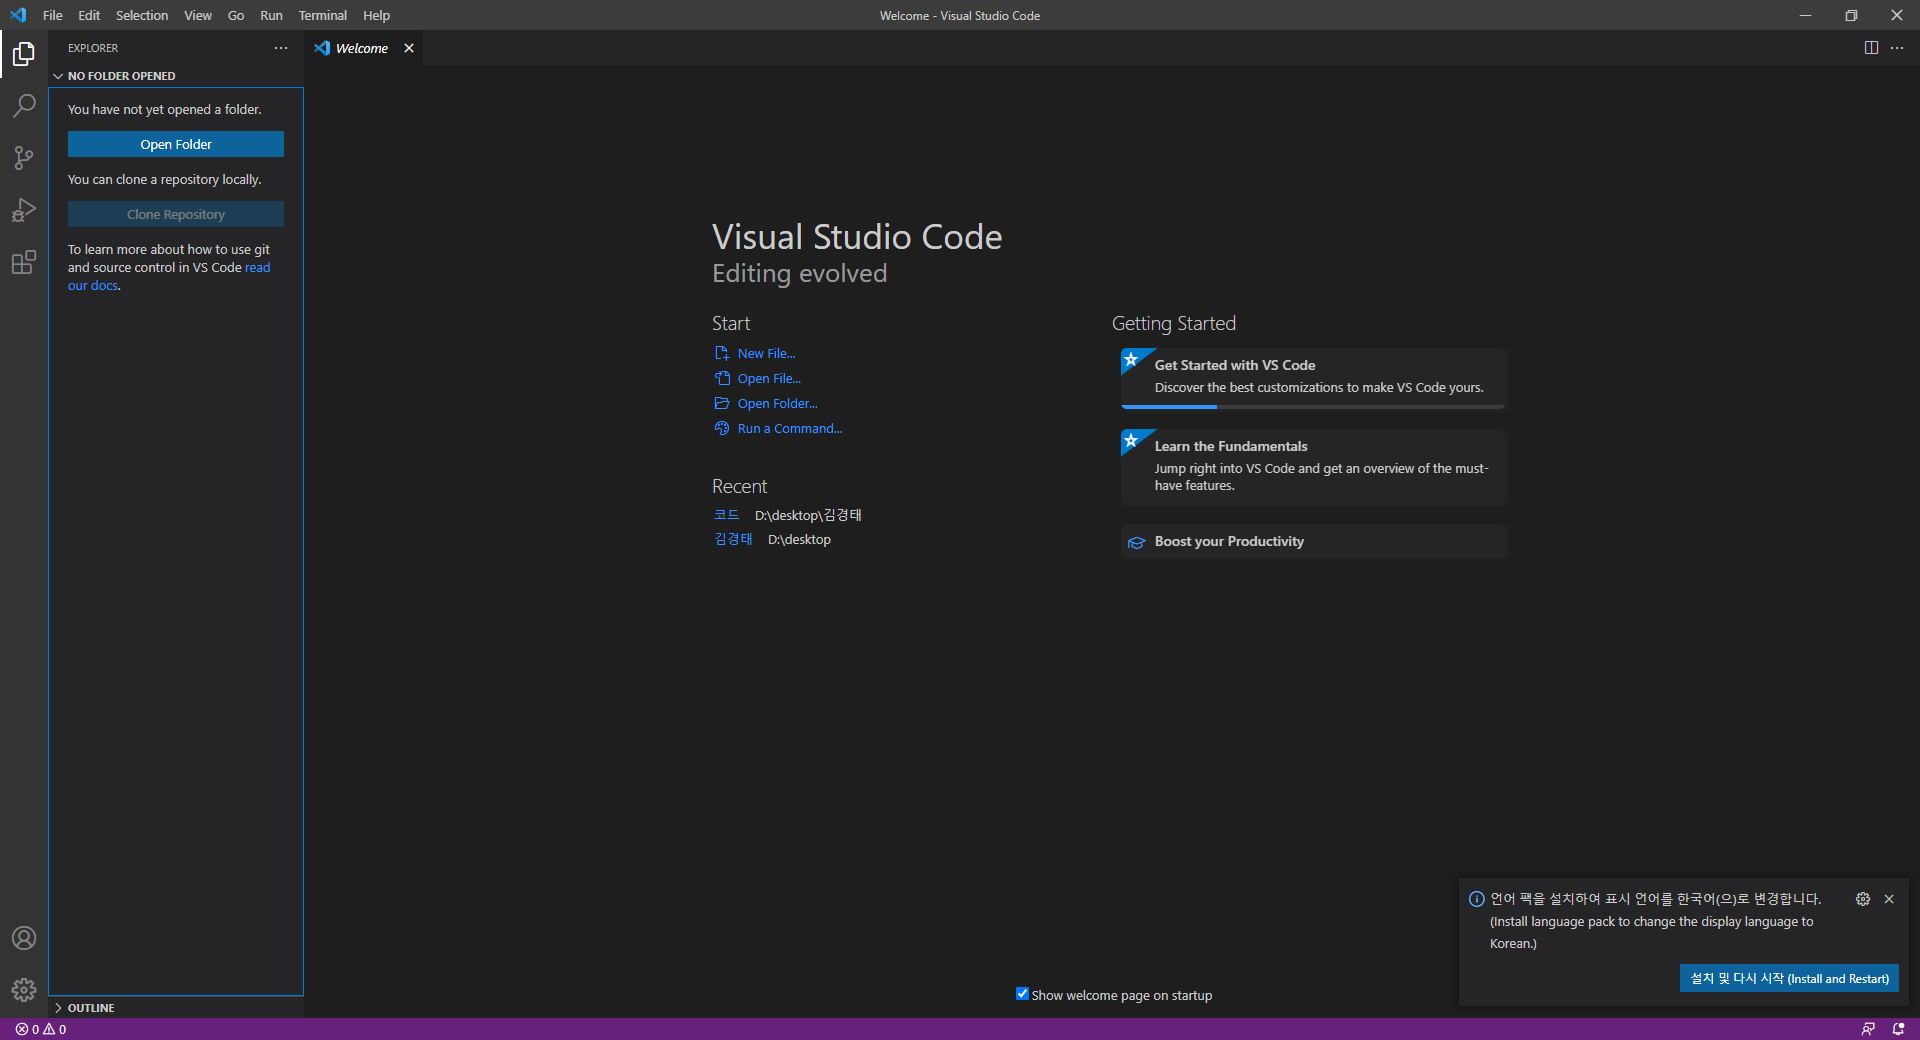 File Edit Selection View Go Run Terminal Help
Welcome - Visual Studio Code
EXPLORER
Welcome
NO FOLDER OPENED
You have not yet opened a folder.
Open Folder
You can clone a repository locally.
Clone Repository
To learn more about how to use git
and source control in VS Code read
our docs.
OUTLINE
Visual Studio Code
Editing evolved
Start
New File...
Open File...
Open Folder...
Run a Command...
Recent
코드 D:\desktop\김경태
김경태 D:\desktop
Getting Started
Get Started with VS Code
Discover the best customizations to make VS Code yours.
Learn the Fundamentals
Jump right into VS Code and get an overview of the must-
have features.
Boost your Productivity
Show welcome page on startup
언어 팩을 설치하여 표시 언어를 한국어(으)로 변경합니다.
(Install language pack to change the display language to
Korean.)
설치 및 다시 시작 (Install and Restart)
0 0